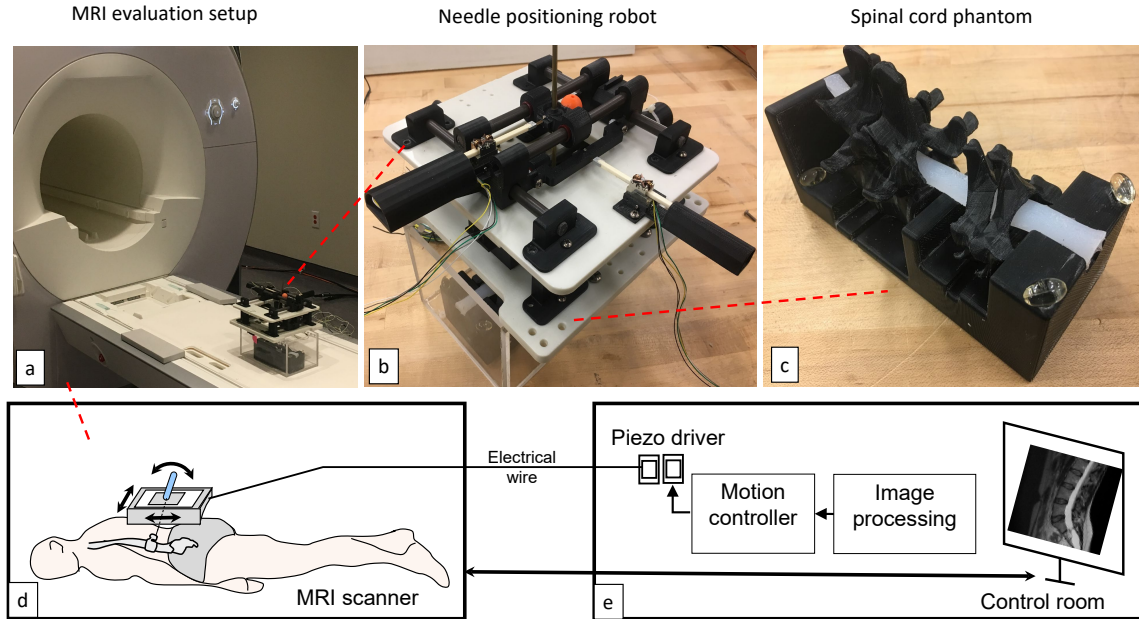 MRI evaluation setup
Needle positioning robot
Spinal cord phantom
a
b
c
Piezo driver
Electrical
wire
Motion
controller
Image
processing
d
MRI scanner
e
Control room